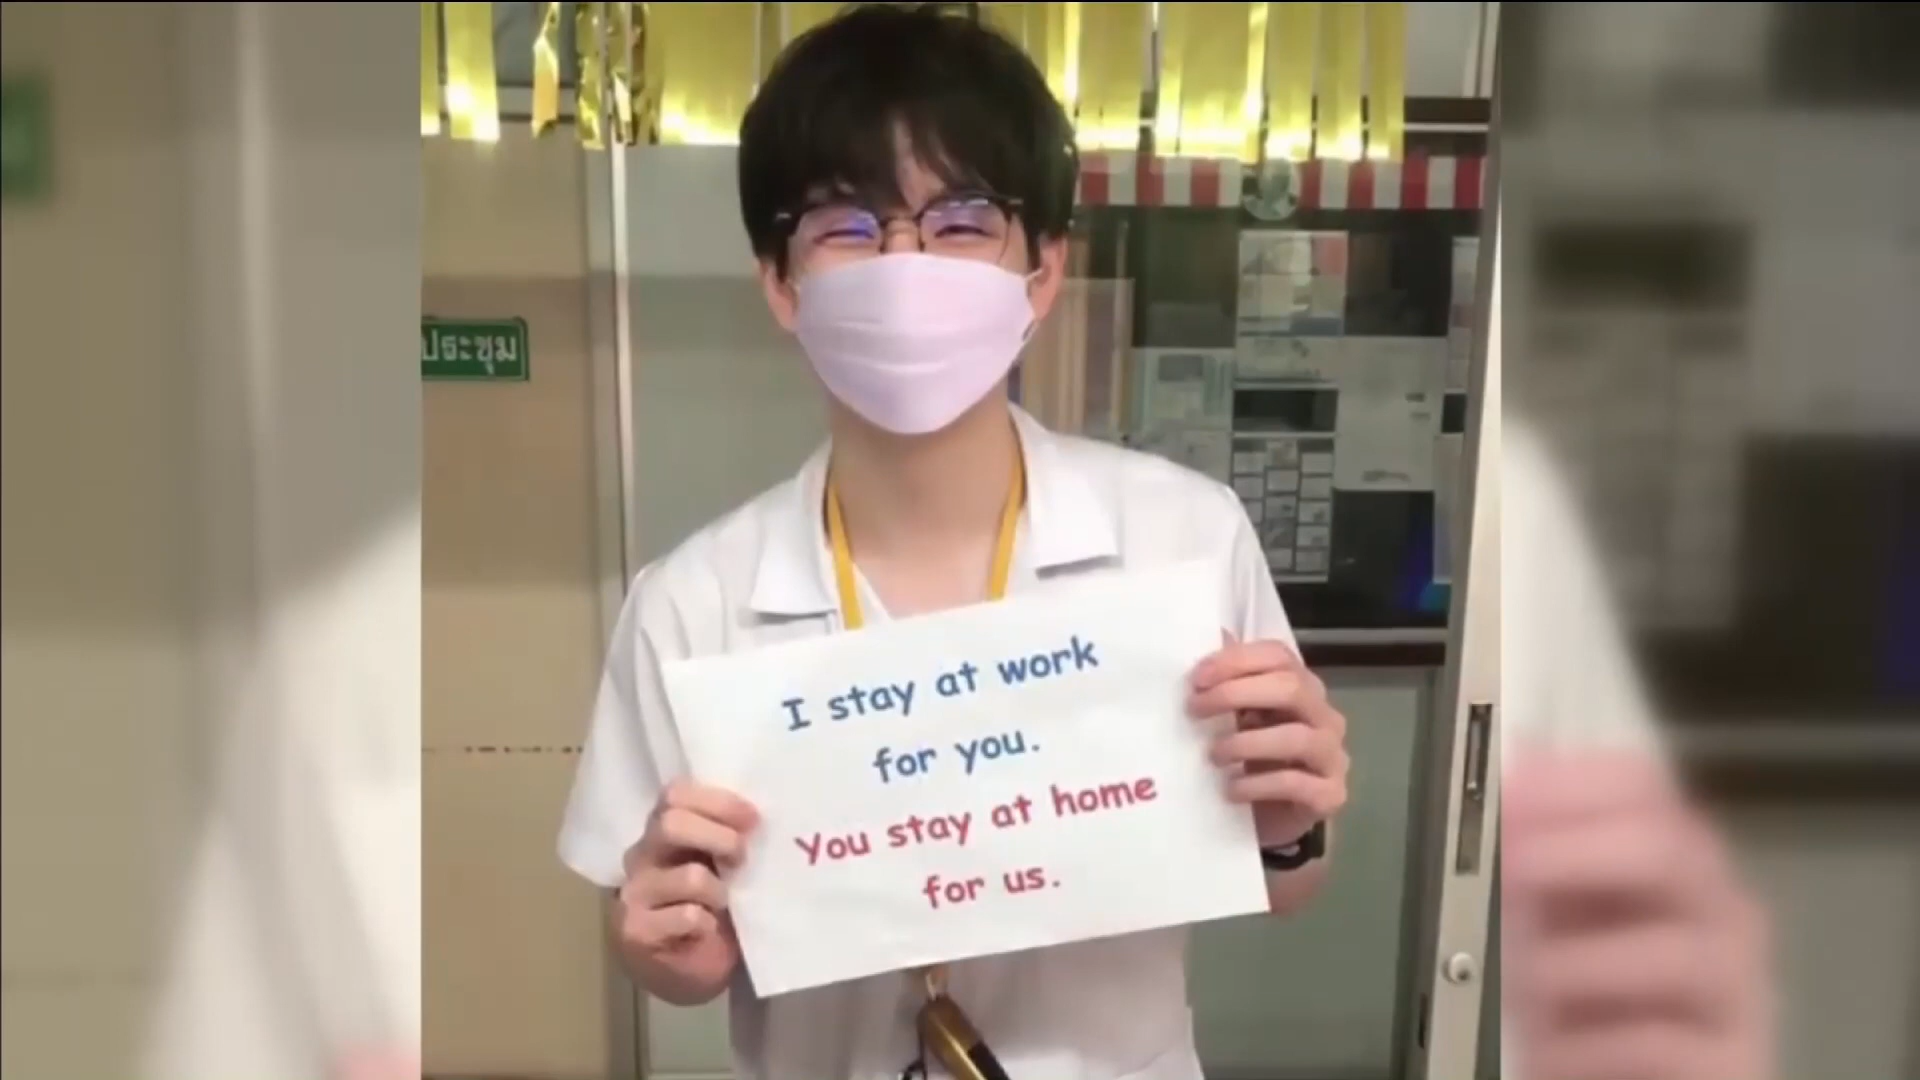 ประชุม
I stay at work
for you.
You stay at home
for us.